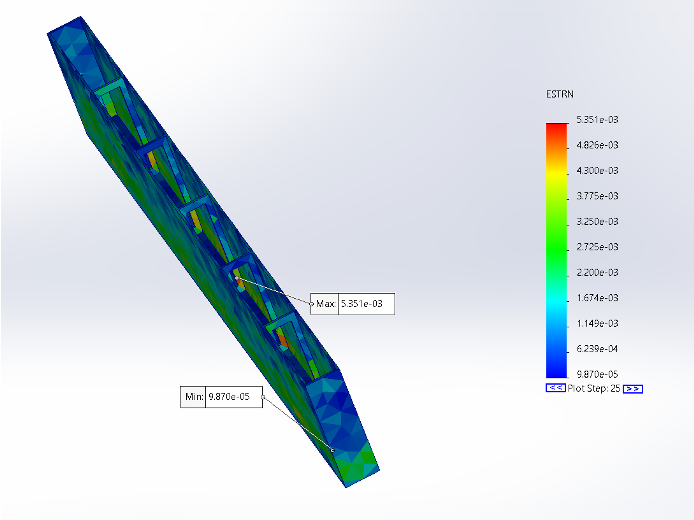 ESTRN
5.351e-03
4.826e-03
4.300e-03
3.775e-03
3.250e-03
2.725e-03
2.200e-03
1.674e-03
1.149e-03
6.239e-04
9.870e-05
<< Plot Step: 25 >>
Max: 5.351e-03
Min: 9.870e-05